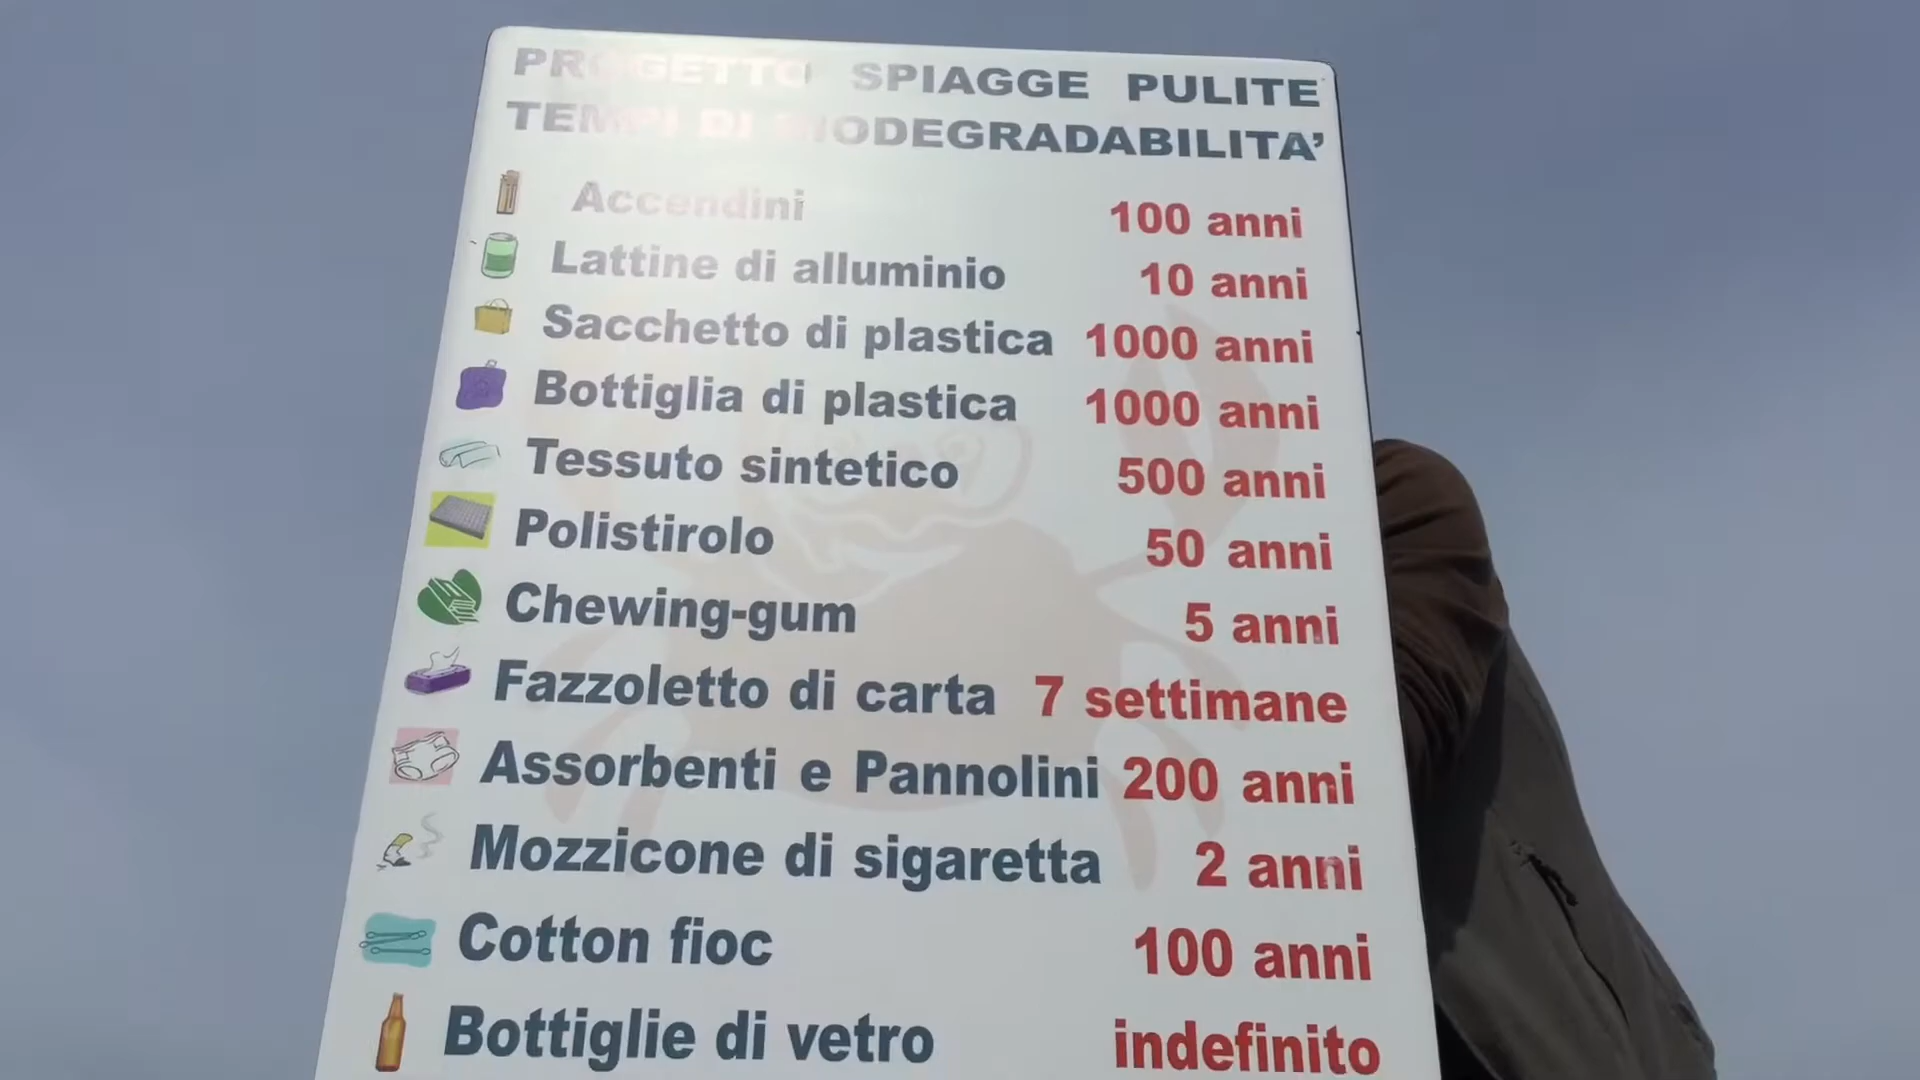 PROGETTO SPIAGGE PULITE
TEMPI DI BIODEGRADABILITA'
Accendini 100 anni
Lattine di alluminio 10 anni
Sacchetto di plastica 1000 anni
Bottiglia di plastica 1000 anni
Tessuto sintetico 500 anni
Polistirolo 50 anni
Chewing-gum 5 anni
Fazzoletto di carta 7 settimane
Assorbenti e Pannolini 200 anni
Mozzicone di sigaretta 2 anni
Cotton fioc 100 anni
Bottiglie di vetro indefinito